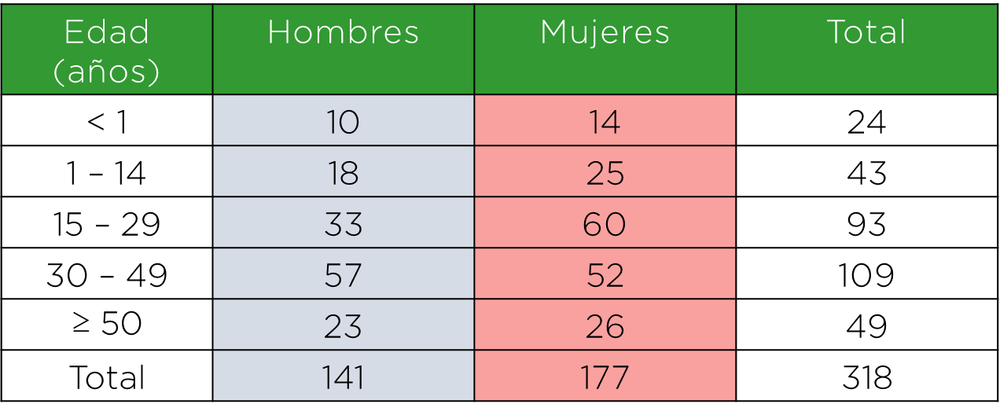 Edad (años) Hombres Mujeres Total
< 1 10 14 24
1 – 14 18 25 43
15 – 29 33 60 93
30 – 49 57 52 109
≥ 50 23 26 49
Total 141 177 318